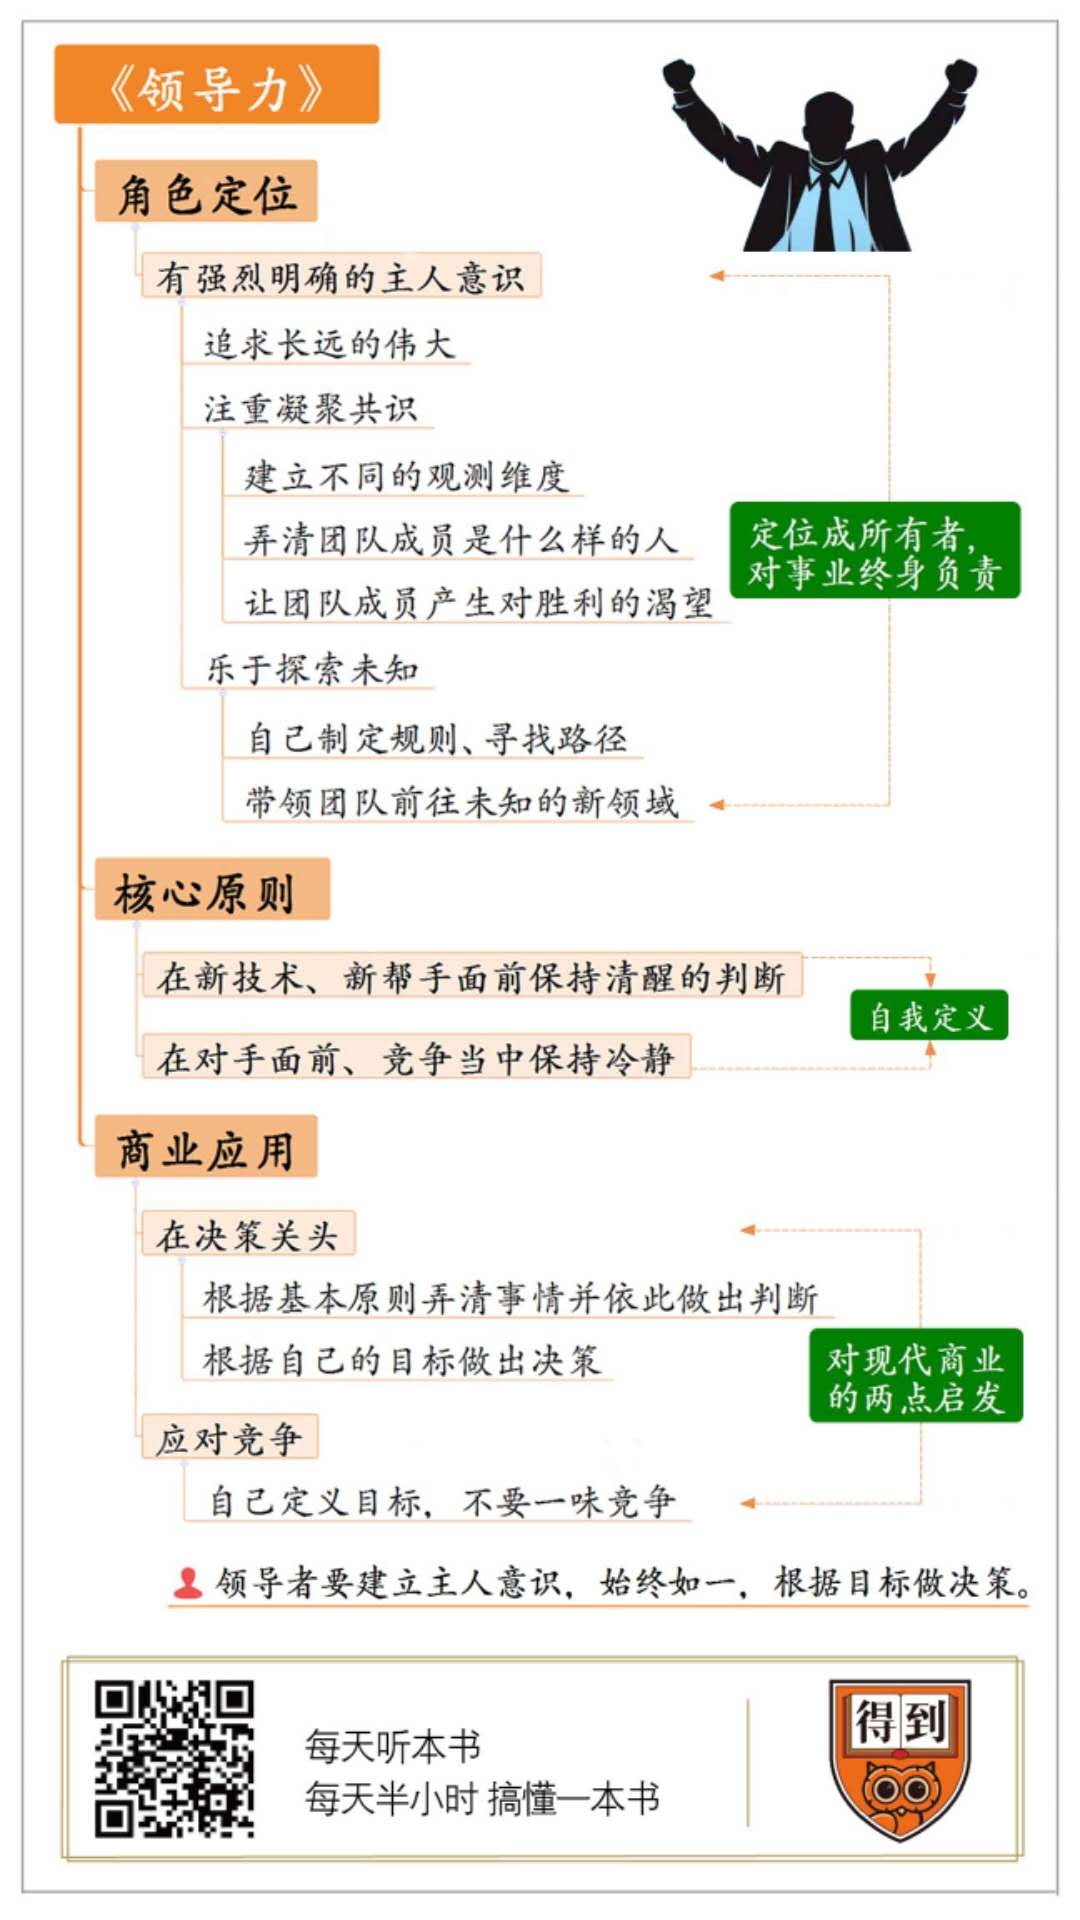 《领导力》
角色定位
有强烈明确的主人意识
追求长远的伟大
注重凝聚共识
建立不同的观测维度
弄清团队成员是什么样的人
让团队成员产生对胜利的渴望
定位成所有者，
对事业终身负责
乐于探索未知
自己制定规则、寻找路径
带领团队前往未知的新领域
核心原则
在新技术、新帮手面前保持清醒的判断
自我定义
在对手面前、竞争当中保持冷静
商业应用
在决策关头
根据基本原则弄清事情并依此做出判断
根据自己的目标做出决策
对现代商业
的两点启发
应对竞争
自己定义目标，不要一味竞争
领导者要建立主人意识，始终如一，根据目标做决策。
每天听本书
每天半小时 搞懂一本书
得到